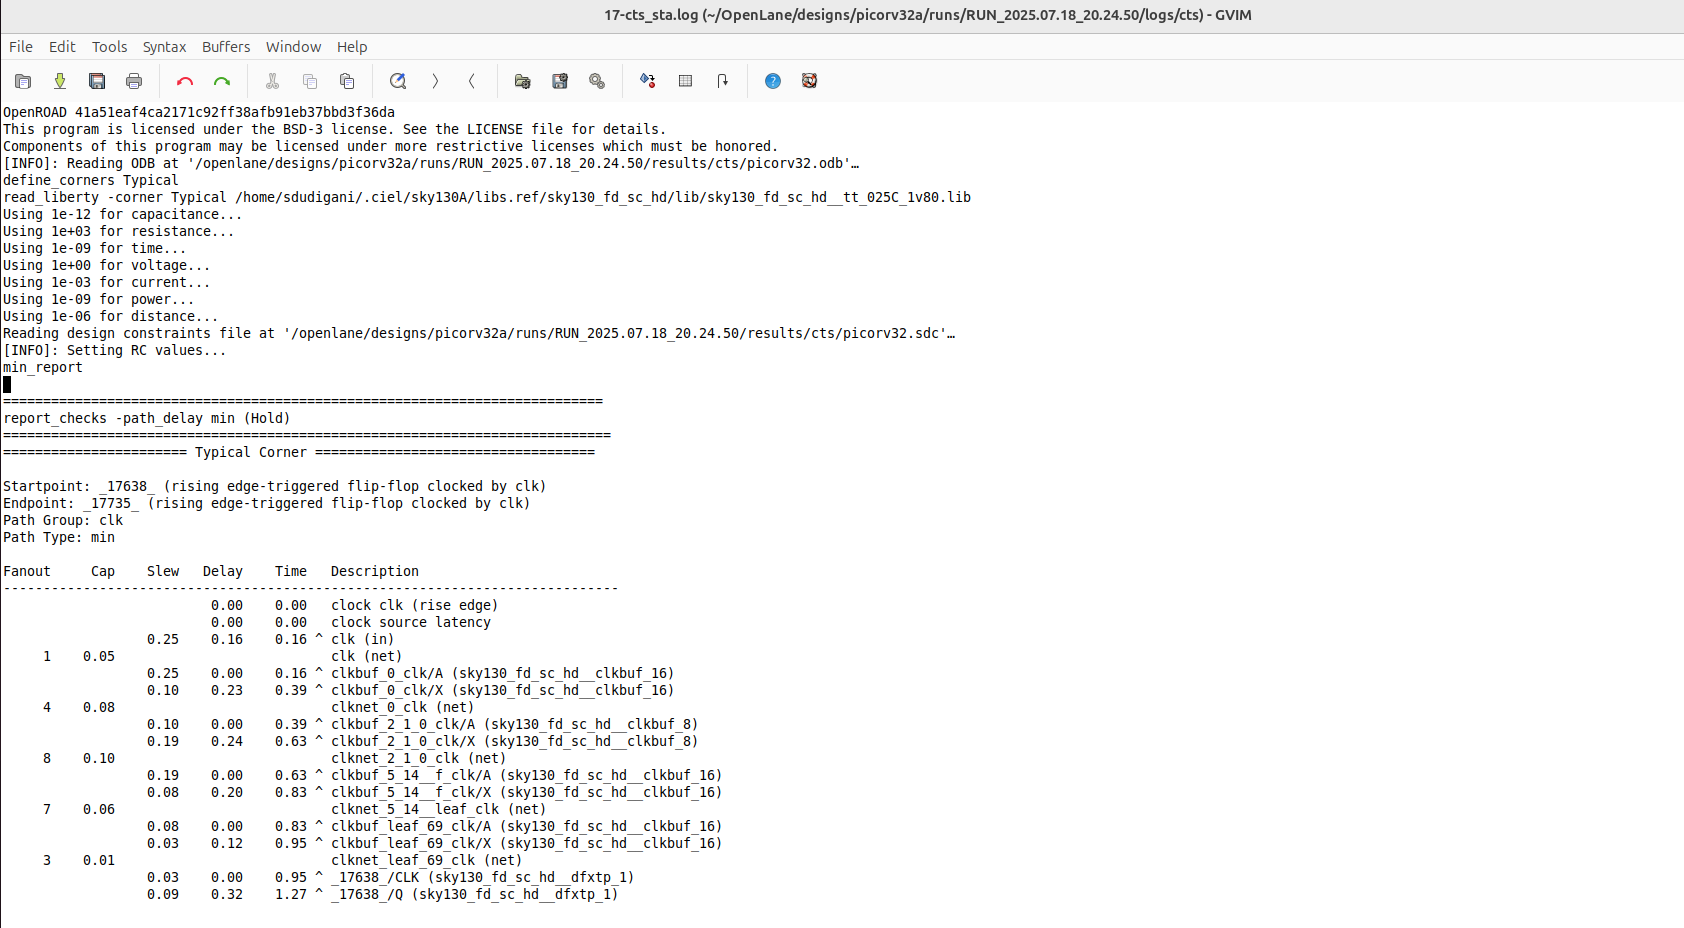 17-cts_sta.log (~/OpenLane/designs/picorv32a/runs/RUN_2025.07.18_20.24.50/logs/cts) - GVIM
File Edit Tools Syntax Buffers Window Help
OpenROAD 41a51eaf4ca2171c92ff38afb91eb37bbd3f36da
This program is licensed under the BSD-3 license. See the LICENSE file for details.
Components of this program may be licensed under more restrictive licenses which must be honored.
[INFO]: Reading ODB at '/openlane/designs/picorv32a/runs/RUN_2025.07.18_20.24.50/results/cts/picorv32.odb'…
define_corners Typical
read_liberty -corner Typical /home/sdudigani/.ciel/sky130A/libs.ref/sky130_fd_sc_hd/lib/sky130_fd_sc_hd__tt_025C_1v80.lib
Using 1e-12 for capacitance...
Using 1e+03 for resistance...
Using 1e-09 for time...
Using 1e+00 for voltage...
Using 1e-03 for current...
Using 1e-09 for power...
Using 1e-06 for distance...
Reading design constraints file at '/openlane/designs/picorv32a/runs/RUN_2025.07.18_20.24.50/results/cts/picorv32.sdc'…
[INFO]: Setting RC values...
min_report
===========================================================================
report_checks -path_delay min (Hold)
============================================================================
======================= Typical Corner ===================================
Startpoint: _17638_ (rising edge-triggered flip-flop clocked by clk)
Endpoint: _17735_ (rising edge-triggered flip-flop clocked by clk)
Path Group: clk
Path Type: min
Fanout     Cap    Slew   Delay    Time   Description
-----------------------------------------------------------------------------
                          0.00    0.00   clock clk (rise edge)
                          0.00    0.00   clock source latency
                  0.25    0.16    0.16 ^ clk (in)
     1    0.05                           clk (net)
                  0.25    0.00    0.16 ^ clkbuf_0_clk/A (sky130_fd_sc_hd__clkbuf_16)
                  0.10    0.23    0.39 ^ clkbuf_0_clk/X (sky130_fd_sc_hd__clkbuf_16)
     4    0.08                           clknet_0_clk (net)
                  0.10    0.00    0.39 ^ clkbuf_2_1_0_clk/A (sky130_fd_sc_hd__clkbuf_8)
                  0.19    0.24    0.63 ^ clkbuf_2_1_0_clk/X (sky130_fd_sc_hd__clkbuf_8)
     8    0.10                           clknet_2_1_0_clk (net)
                  0.19    0.00    0.63 ^ clkbuf_5_14__f_clk/A (sky130_fd_sc_hd__clkbuf_16)
                  0.08    0.20    0.83 ^ clkbuf_5_14__f_clk/X (sky130_fd_sc_hd__clkbuf_16)
     7    0.06                           clknet_5_14__leaf_clk (net)
                  0.08    0.00    0.83 ^ clkbuf_leaf_69_clk/A (sky130_fd_sc_hd__clkbuf_16)
                  0.03    0.12    0.95 ^ clkbuf_leaf_69_clk/X (sky130_fd_sc_hd__clkbuf_16)
     3    0.01                           clknet_leaf_69_clk (net)
                  0.03    0.00    0.95 ^ _17638_/CLK (sky130_fd_sc_hd__dfxtp_1)
                  0.09    0.32    1.27 ^ _17638_/Q (sky130_fd_sc_hd__dfxtp_1)